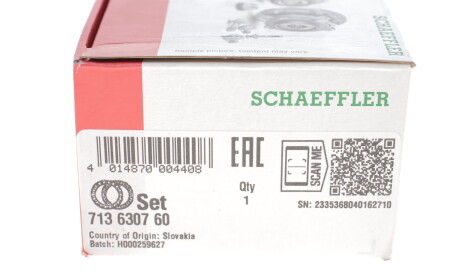 SCHAEFFLER
4 014870 004408
EAC
SCAN ME
Set
Qty
1
713 6307 60
SN: 2335368040162710
Country of Origin: Slovakia
Batch: H000259627